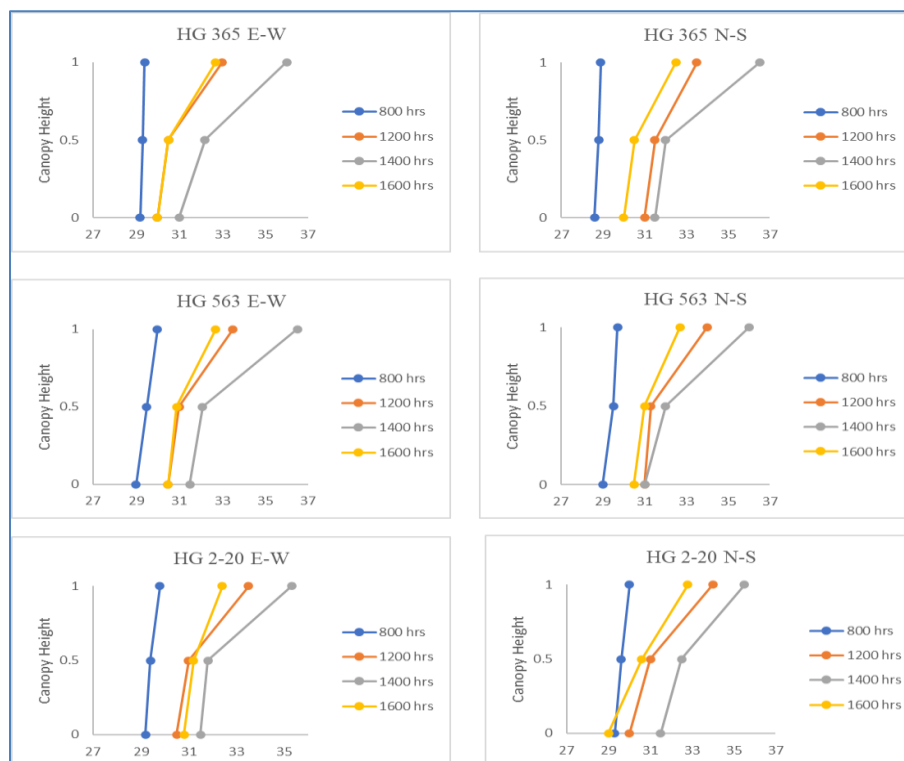 HG 365 E-W
1
0.5
0
Canopy Height
27 29 31 33 35 37
800 hrs
1200 hrs
1400 hrs
1600 hrs
HG 365 N-S
1
0.5
0
Canopy Height
27 29 31 33 35 37
800 hrs
1200 hrs
1400 hrs
1600 hrs
HG 563 E-W
1
0.5
0
Canopy Height
27 29 31 33 35 37
800 hrs
1200 hrs
1400 hrs
1600 hrs
HG 563 N-S
1
0.5
0
Canopy Height
27 29 31 33 35 37
800 hrs
1200 hrs
1400 hrs
1600 hrs
HG 2-20 E-W
1
0.5
0
Canopy Height
27 29 31 33 35
800 hrs
1200 hrs
1400 hrs
1600 hrs
HG 2-20 N-S
1
0.5
0
Canopy Height
27 29 31 33 35 37
800 hrs
1200 hrs
1400 hrs
1600 hrs